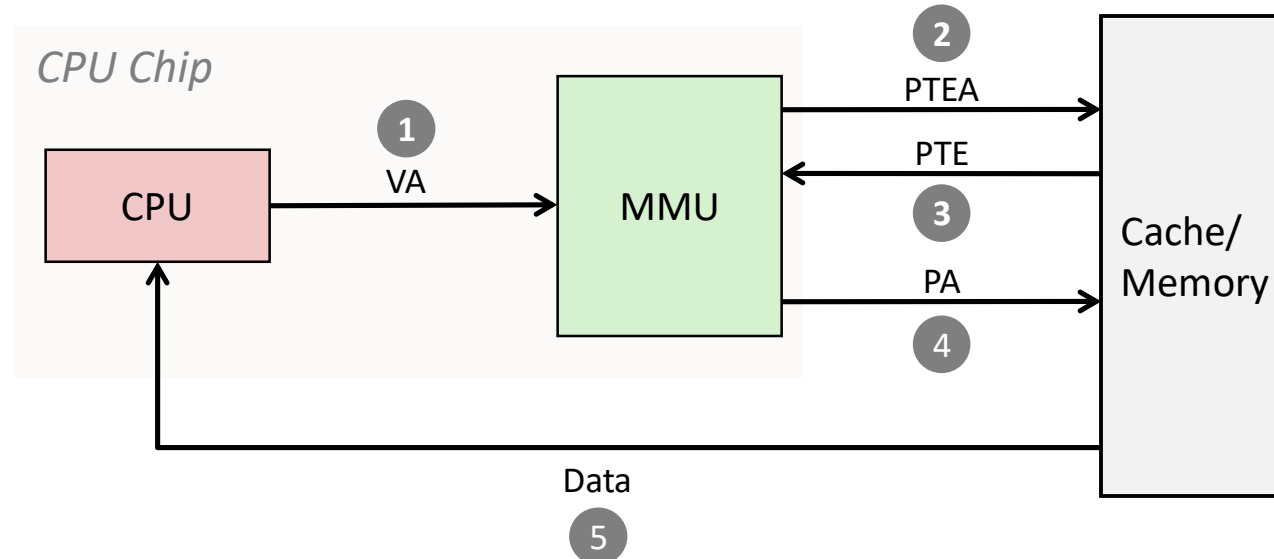 2
CPU Chip
PTEA
1
PTE
VA
CPU
MMU
3
Cache/
Memory
PA
4
Data
5